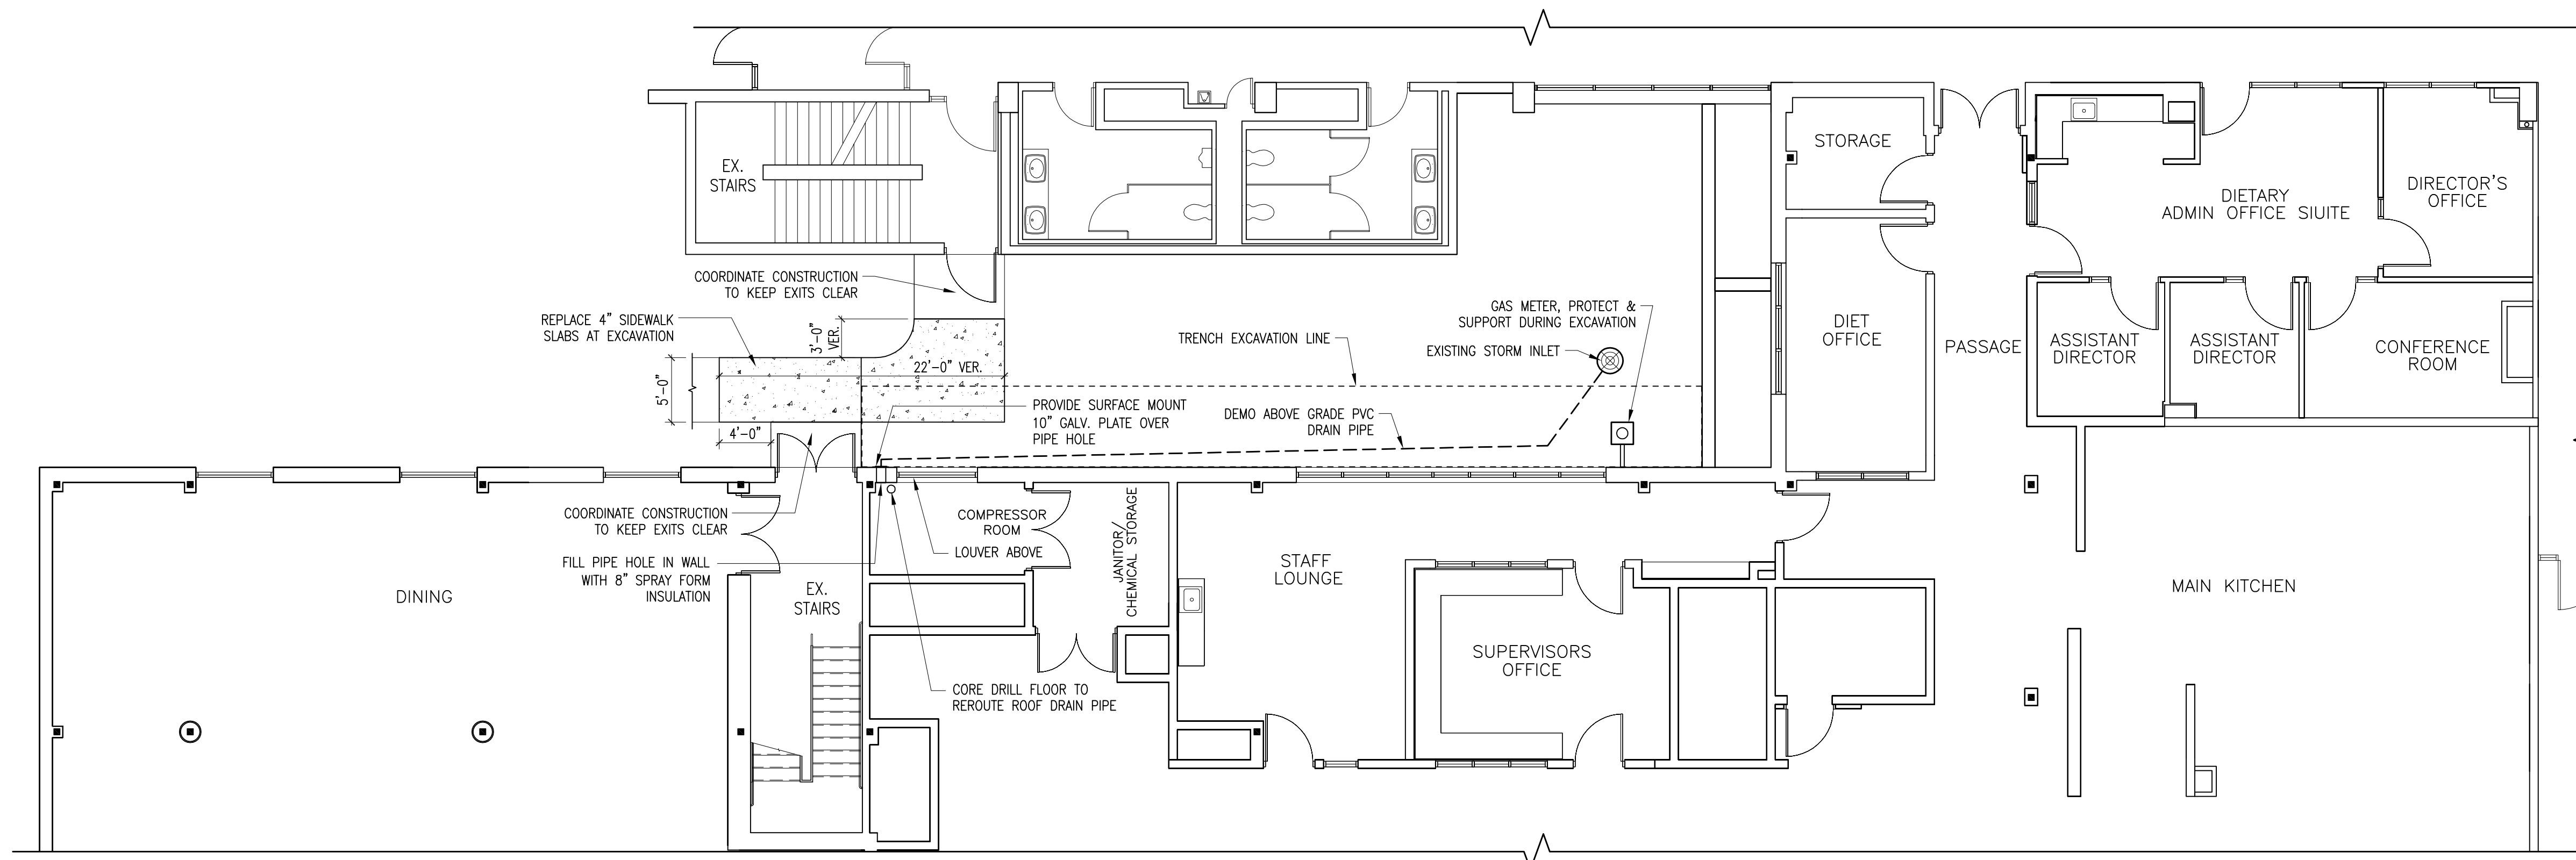 EX.
STAIRS
STORAGE
DIETARY
ADMIN OFFICE SIUITE
DIRECTOR'S
OFFICE
COORDINATE CONSTRUCTION
TO KEEP EXITS CLEAR
REPLACE 4" SIDEWALK
SLABS AT EXCAVATION
3'-0"
VER.
22'-0" VER.
5'-0"
4'-0"
TRENCH EXCAVATION LINE
GAS METER, PROTECT &
SUPPORT DURING EXCAVATION
EXISTING STORM INLET
DIET
OFFICE
PASSAGE
ASSISTANT
DIRECTOR
ASSISTANT
DIRECTOR
CONFERENCE
ROOM
PROVIDE SURFACE MOUNT
10" GALV. PLATE OVER
PIPE HOLE
DEMO ABOVE GRADE PVC
DRAIN PIPE
COORDINATE CONSTRUCTION
TO KEEP EXITS CLEAR
FILL PIPE HOLE IN WALL
WITH 8" SPRAY FORM
INSULATION
COMPRESSOR
ROOM
LOUVER ABOVE
JANITOR/
CHEMICAL STORAGE
STAFF
LOUNGE
DINING
EX.
STAIRS
MAIN KITCHEN
SUPERVISORS
OFFICE
CORE DRILL FLOOR TO
REROUTE ROOF DRAIN PIPE